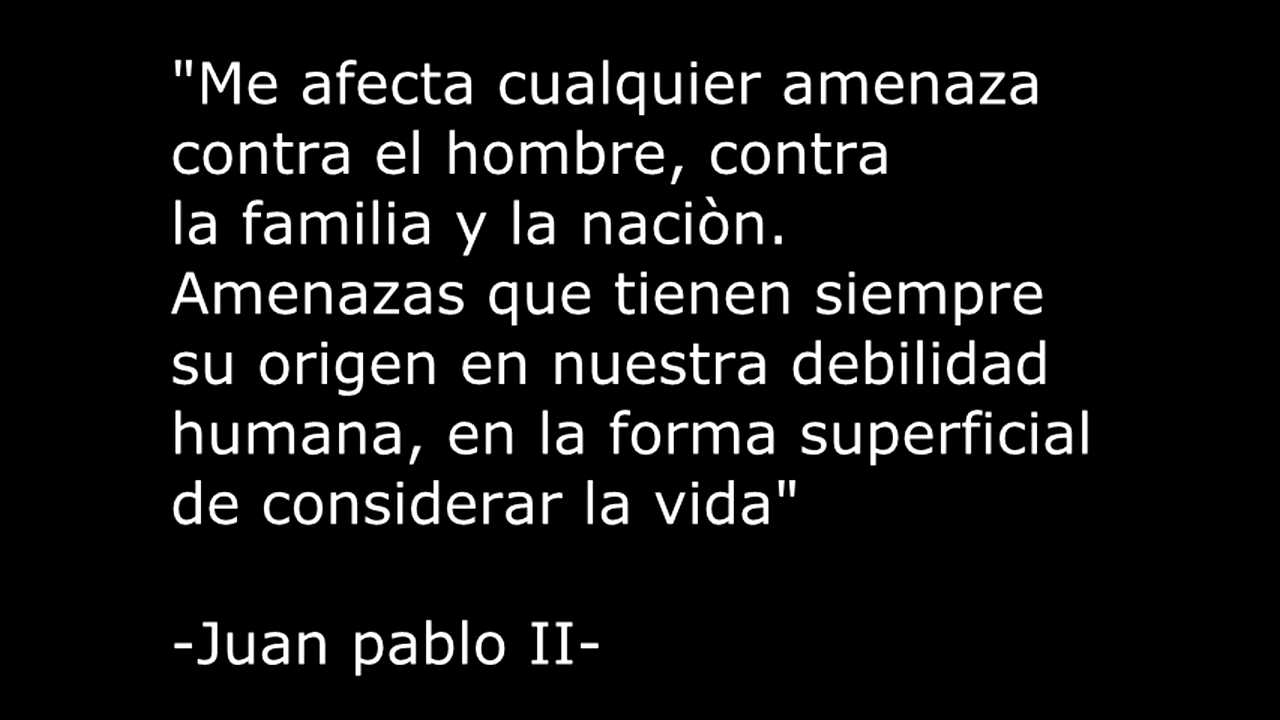 "Me afecta cualquier amenaza
contra el hombre, contra
la familia y la naciòn.
Amenazas que tienen siempre
su origen en nuestra debilidad
humana, en la forma superficial
de considerar la vida"
-Juan pablo II-